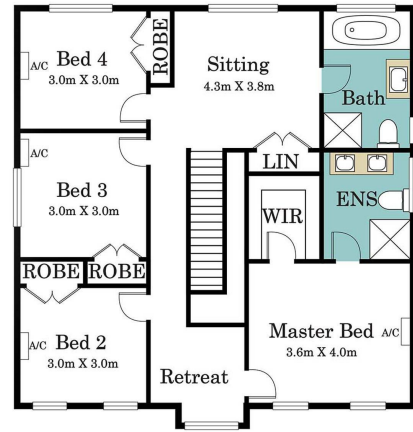 Bed 4
3.0m X 3.0m
A/C
ROBE
Sitting
4.3m X 3.8m
Bath
A/C
Bed 3
3.0m X 3.0m
LIN
WIR
ENS
ROBE
ROBE
Bed 2
3.0m X 3.0m
A/C
Retreat
Master Bed
3.6m X 4.0m
A/C